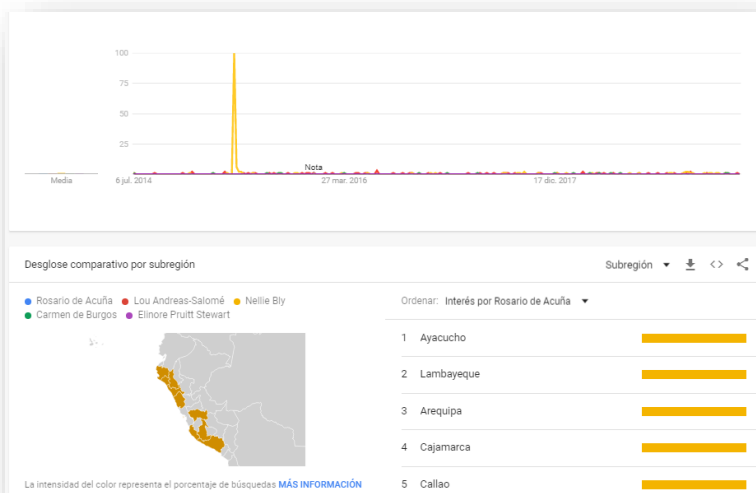 100
75
50
25
Nota
Media
6 jul. 2014
27 mar. 2016
17 dic. 2017
Desglose comparativo por subregión
Subregión
Rosario de Acuña Lou Andreas-Salomé Nellie Bly
Carmen de Burgos Elinore Pruitt Stewart
Ordenar: Interés por Rosario de Acuña
1 Ayacucho
2 Lambayeque
3 Arequipa
4 Cajamarca
5 Callao
La intensidad del color representa el porcentaje de búsquedas MÁS INFORMACIÓN